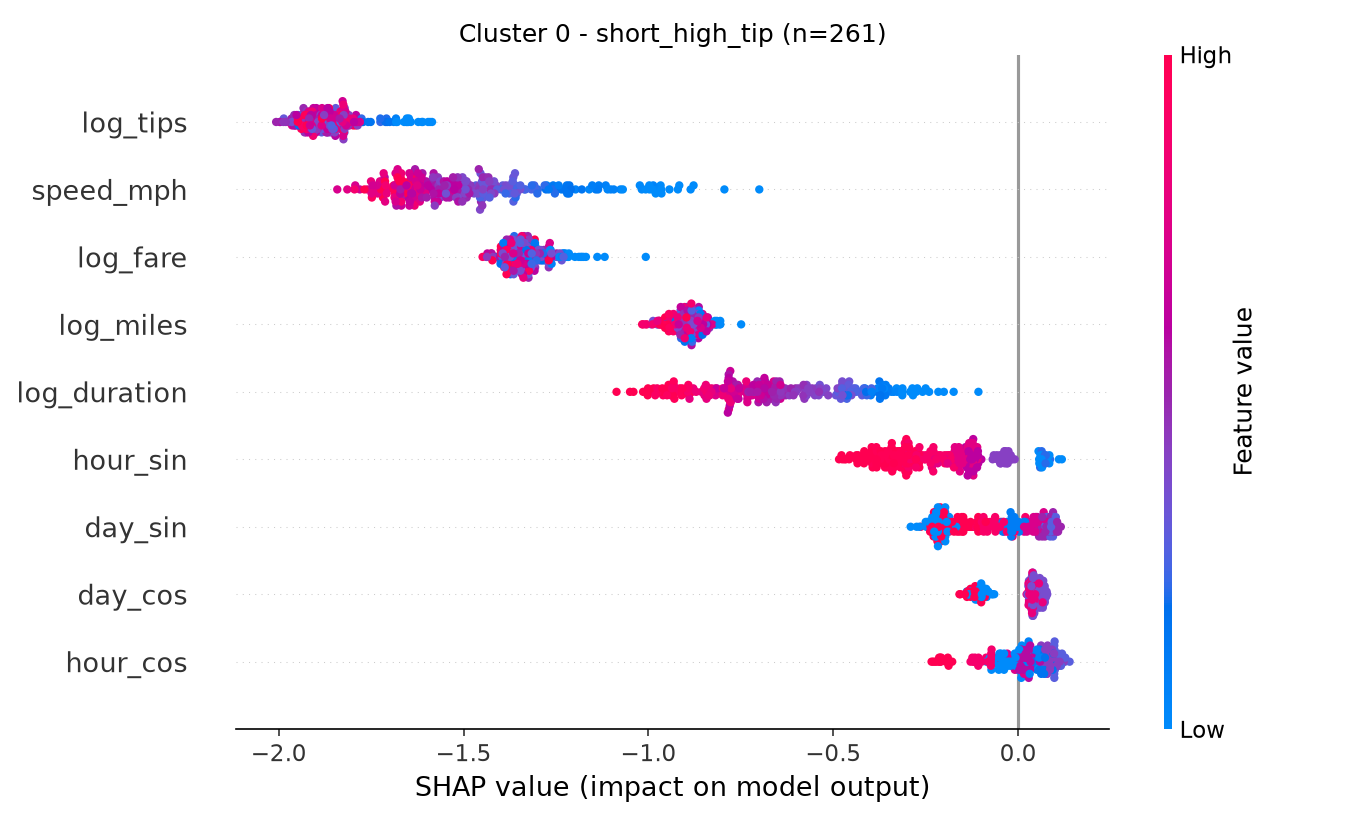 Cluster 0 - short_high_tip (n=261)
High
log_tips
speed_mph
log_fare
log_miles
log_duration
hour_sin
day_sin
day_cos
hour_cos
Feature value
Low
−2.0 −1.5 −1.0 −0.5 0.0
SHAP value (impact on model output)